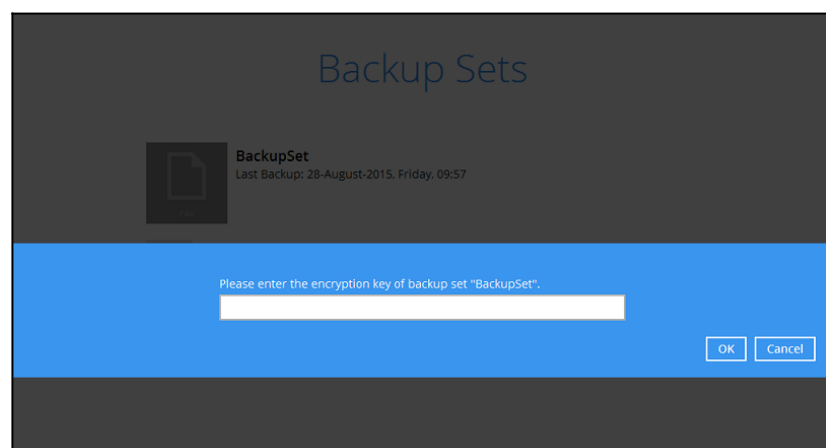 Backup Sets
BackupSet
Last Backup: 28-August-2015, Friday, 09:57
File
Please enter the encryption key of backup set "BackupSet".
OK Cancel